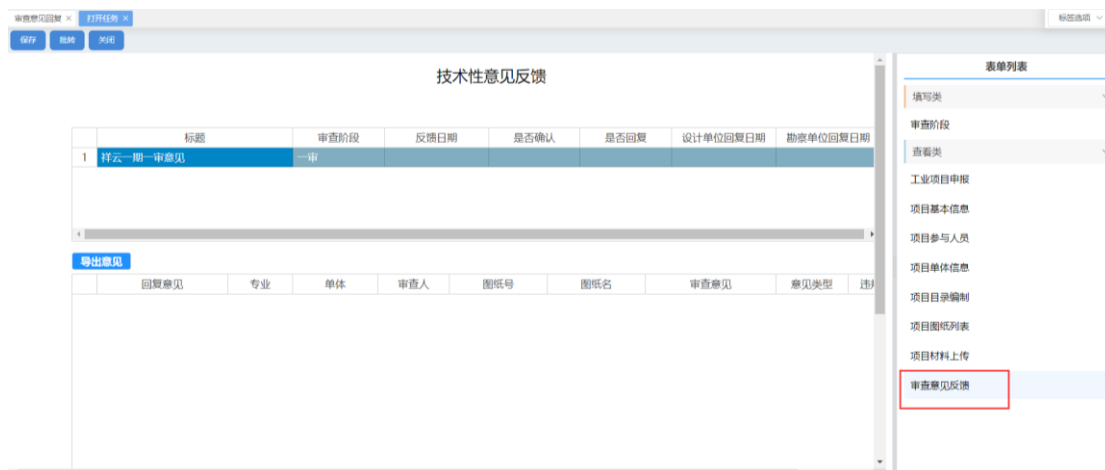 审查意见回复 × 打开任务 × 标签选项
保存 批转 关闭
技术性意见反馈
标题 审查阶段 反馈日期 是否确认 是否回复 设计单位回复日期 勘察单位回复日期
1 祥云一期一审意见 一审
导出意见
回复意见 专业 单体 审查人 图纸号 图纸名 审查意见 意见类型
表单列表
填写类
审查阶段
查看类
工业项目申报
项目基本信息
项目参与人员
项目单体信息
项目目录编制
项目图纸列表
项目材料上传
审查意见反馈